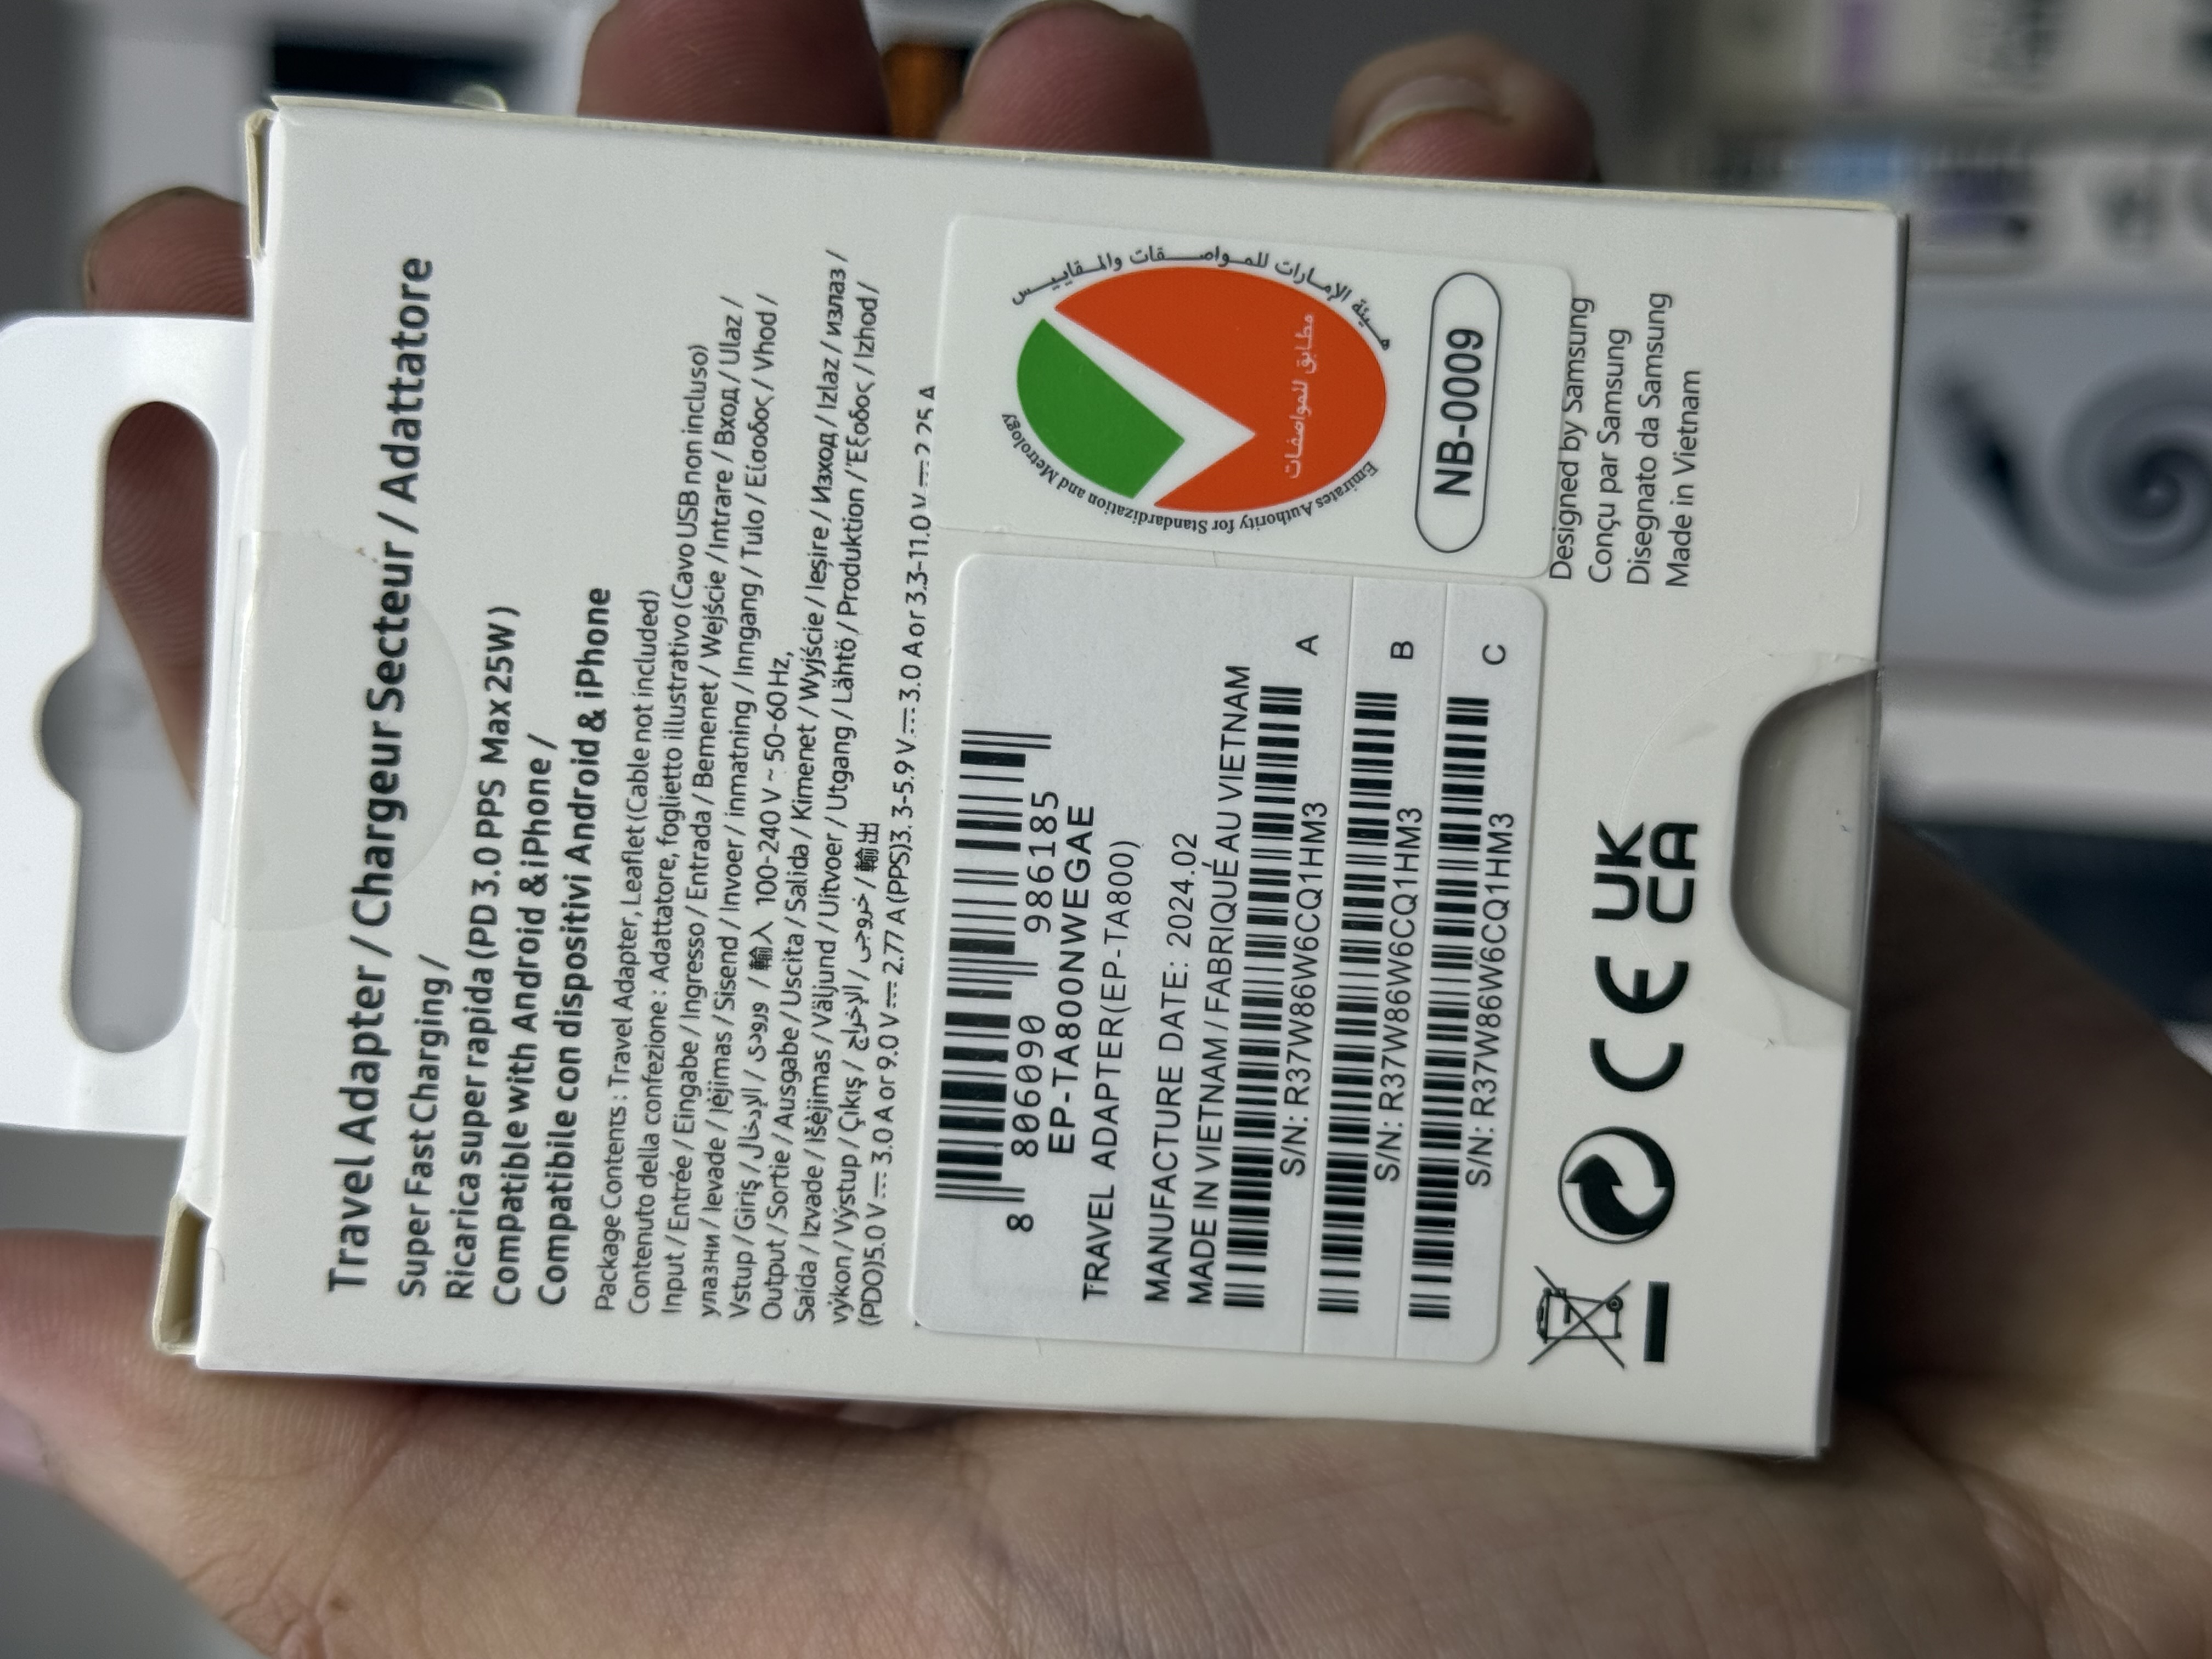 Travel Adapter / Chargeur Secteur / Adattatore
Super Fast Charging /
Ricarica super rapida (PD 3.0 PPS Max 25W)
Compatible with Android & iPhone /
Compatibile con dispositivi Android & iPhone
Package Contents : Travel Adapter, Leaflet (Cable not included)
Contenuto della confezione : Adattatore, foglietto illustrativo (Cavo USB non incluso)
Input / Entrée / Eingabe / Ingresso / Entrada / Bemenet / Wejście / Intrare / Вход / Ulaz /
улазни / Ievade / Įėjimas / Sisend / Invoer / inmatning / Inngang / Tulo / Είσοδος / Vhod /
Vstup / Giriş / الإدخال / ورودی / 輸入 100-240 V ~ 50-60 Hz,
Output / Sortie / Ausgabe / Uscita / Salida / Kimenet / Wyjście / Ieșire / Изход / Izlaz / излаз /
Saída / Izvade / Išėjimas / Väljund / Uitvoer / Utgang / Lähtö / Produktion / Έξοδος / Izhod /
výkon / Výstup / Çıkış / الإخراج / خروجی / 輸出
(PDO)5.0 V ⎓ 3.0 A or 9.0 V ⎓ 2.77 A (PPS)3.3-5.9 V ⎓ 3.0 A or 3.3-11.0 V ⎓ 2.25 A
8 806090 986185
EP-TA800NWEGAE
TRAVEL ADAPTER(EP-TA800)
MANUFACTURE DATE: 2024.02
MADE IN VIETNAM / FABRIQUÉ AU VIETNAM
A
S/N: R37W86W6CQ1HM3
B
S/N: R37W86W6CQ1HM3
C
S/N: R37W86W6CQ1HM3
هيئة الإمارات للمواصفات والمقاييس
مطابق للمواصفات
Emirates Authority for Standardization and Metrology
NB-0009
Designed by Samsung
Conçu par Samsung
Disegnato da Samsung
Made in Vietnam
CE UK
CA